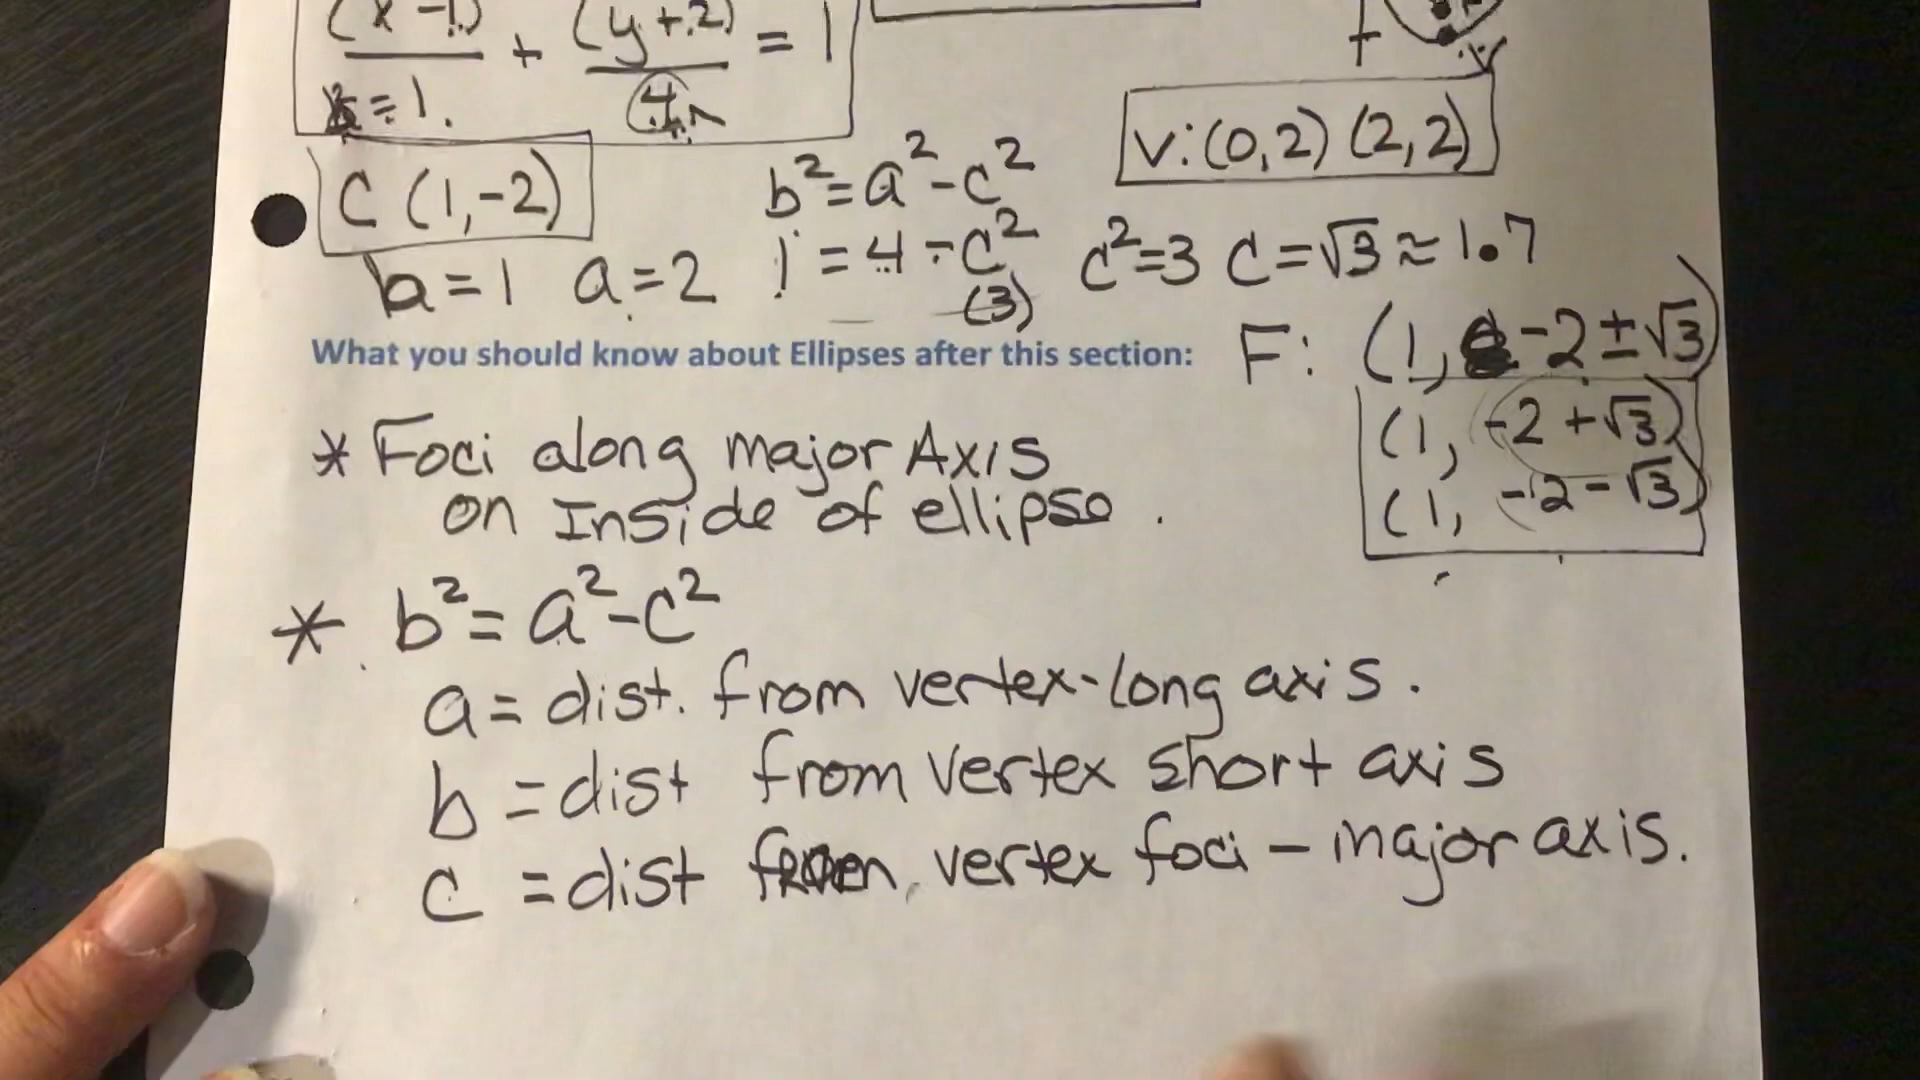 (x-1) + (y+2) = 1
=1. 4
C (1,-2)
b²=a²-c²
v:(0,2) (2,2)
b=1 a=2
1=4-c²
(3)
c²=3 c=√3≈1.7
What you should know about Ellipses after this section:
F: (1, -2±√3)
(1, -2+√3)
(1, -2-√3)
* Foci along major Axis
on Inside of ellipse.
* b²=a²-c²
a=dist. from vertex-long axis.
b=dist from vertex short axis
c=dist from vertex foci - major axis.